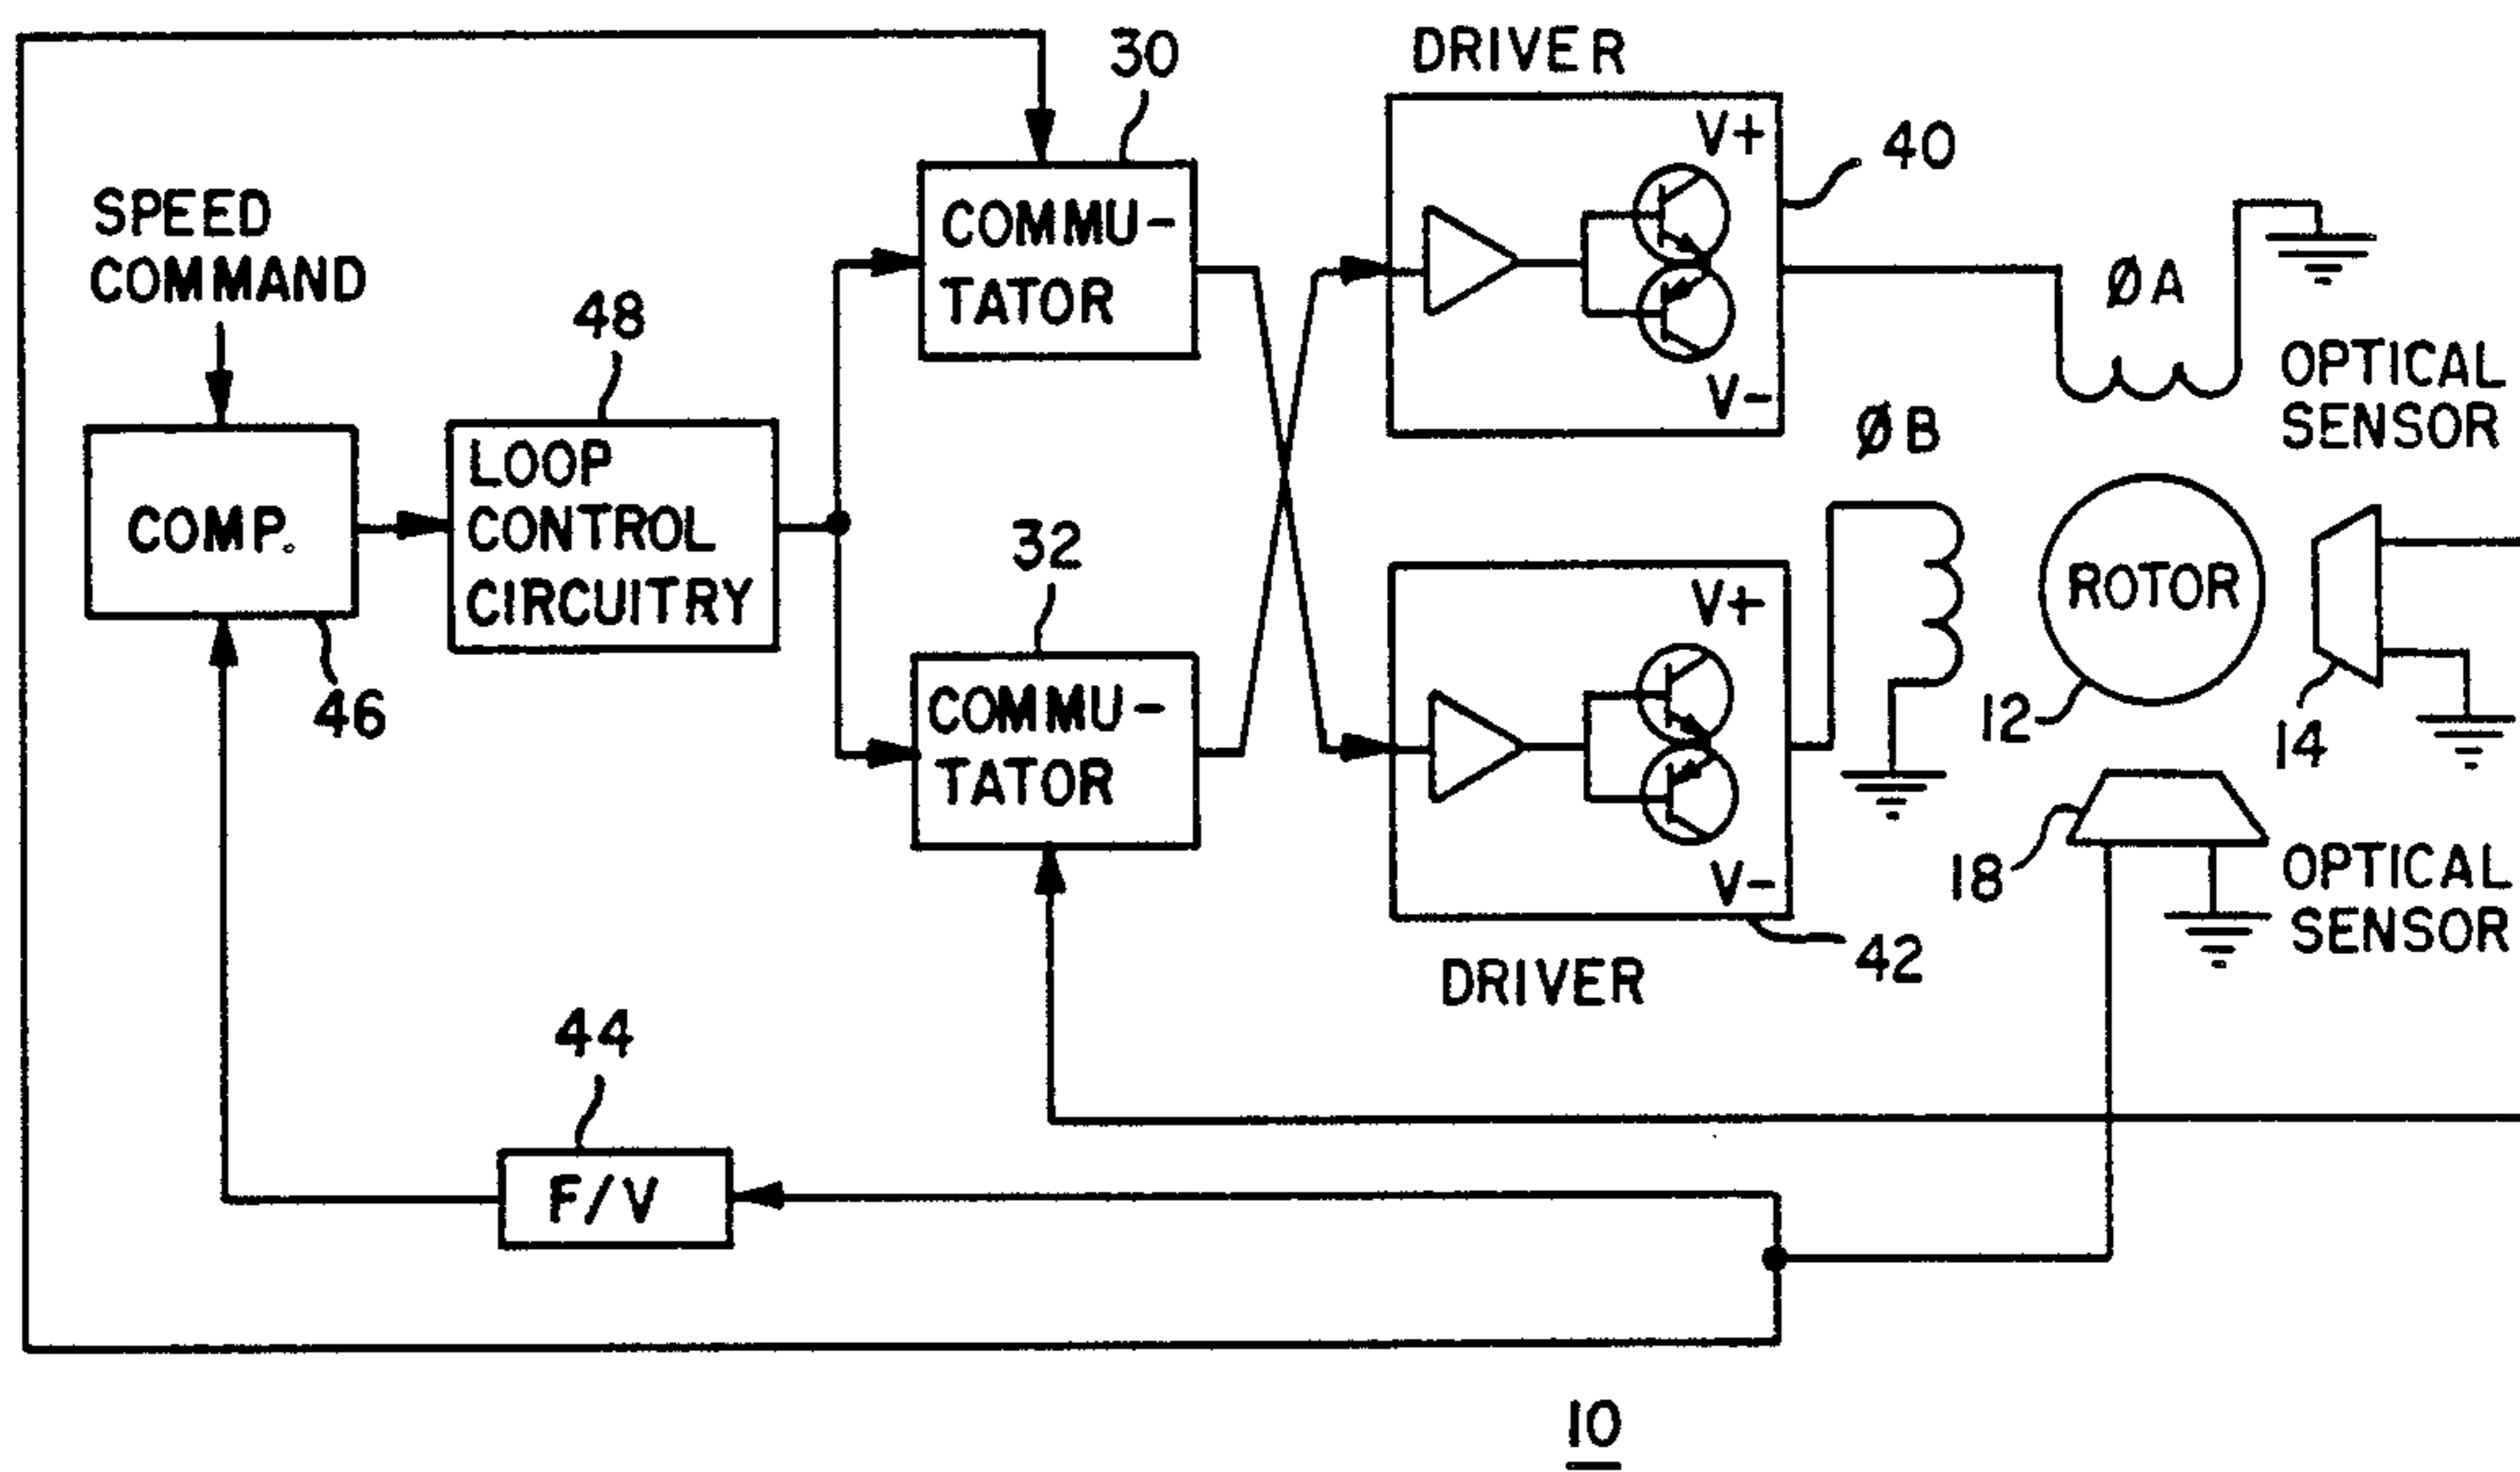 30
DRIVER
V+
40
SPEED
COMMAND
COMMU-
TATOR
48
ØA
OPTICAL
SENSOR
V-
ØB
LOOP
CONTROL
CIRCUITRY
COMP.
32
V+
ROTOR
46
COMMU-
TATOR
12
14
V-
18
OPTICAL
SENSOR
42
DRIVER
44
F/V
10